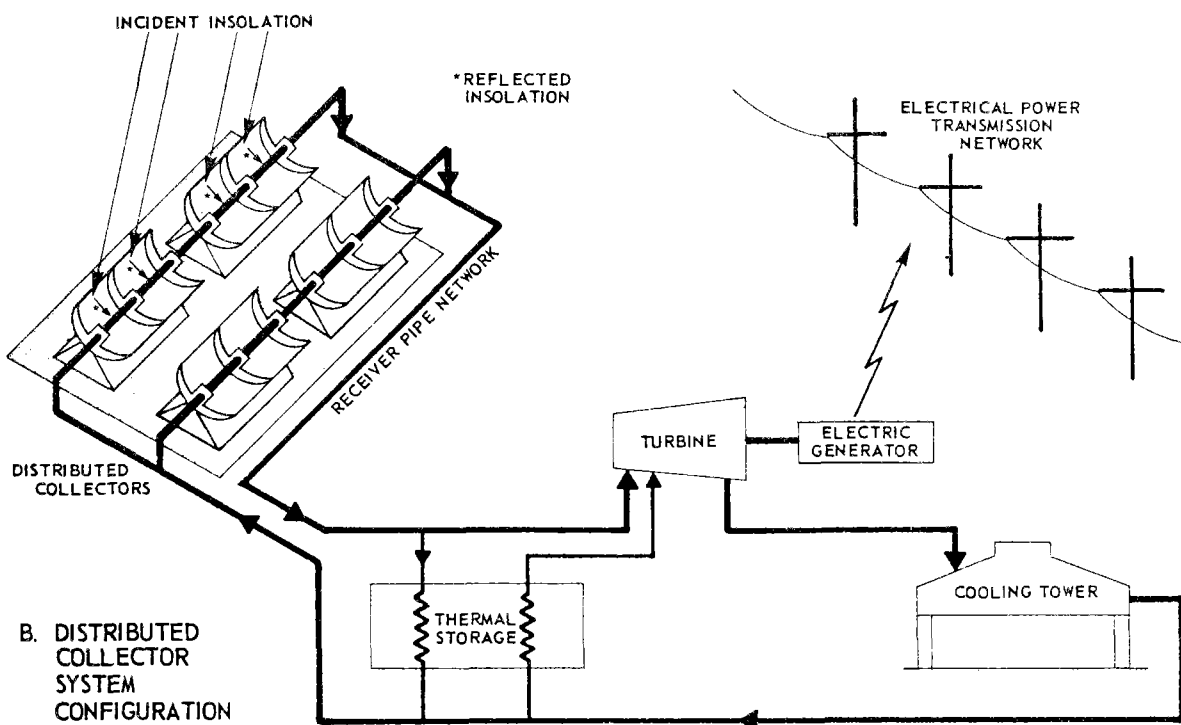 INCIDENT INSOLATION
*REFLECTED
INSOLATION
ELECTRICAL POWER
TRANSMISSION
NETWORK
RECEIVER PIPE NETWORK
DISTRIBUTED
COLLECTORS
TURBINE
ELECTRIC
GENERATOR
THERMAL
STORAGE
COOLING TOWER
B. DISTRIBUTED
COLLECTOR
SYSTEM
CONFIGURATION